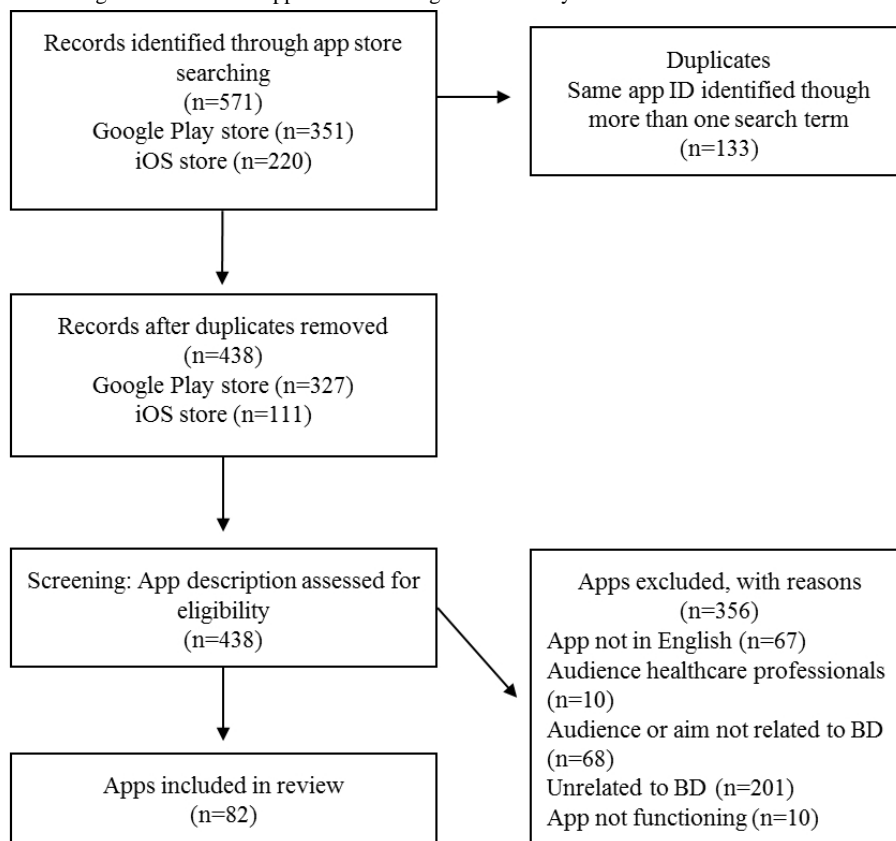 Records identified through app store
searching
(n=571)
Google Play store (n=351)
iOS store (n=220)
Duplicates
Same app ID identified though
more than one search term
(n=133)
Records after duplicates removed
(n=438)
Google Play store (n=327)
iOS store (n=111)
Screening: App description assessed for
eligibility
(n=438)
Apps excluded, with reasons
(n=356)
App not in English (n=67)
Audience healthcare professionals
(n=10)
Audience or aim not related to BD
(n=68)
Unrelated to BD (n=201)
App not functioning (n=10)
Apps included in review
(n=82)